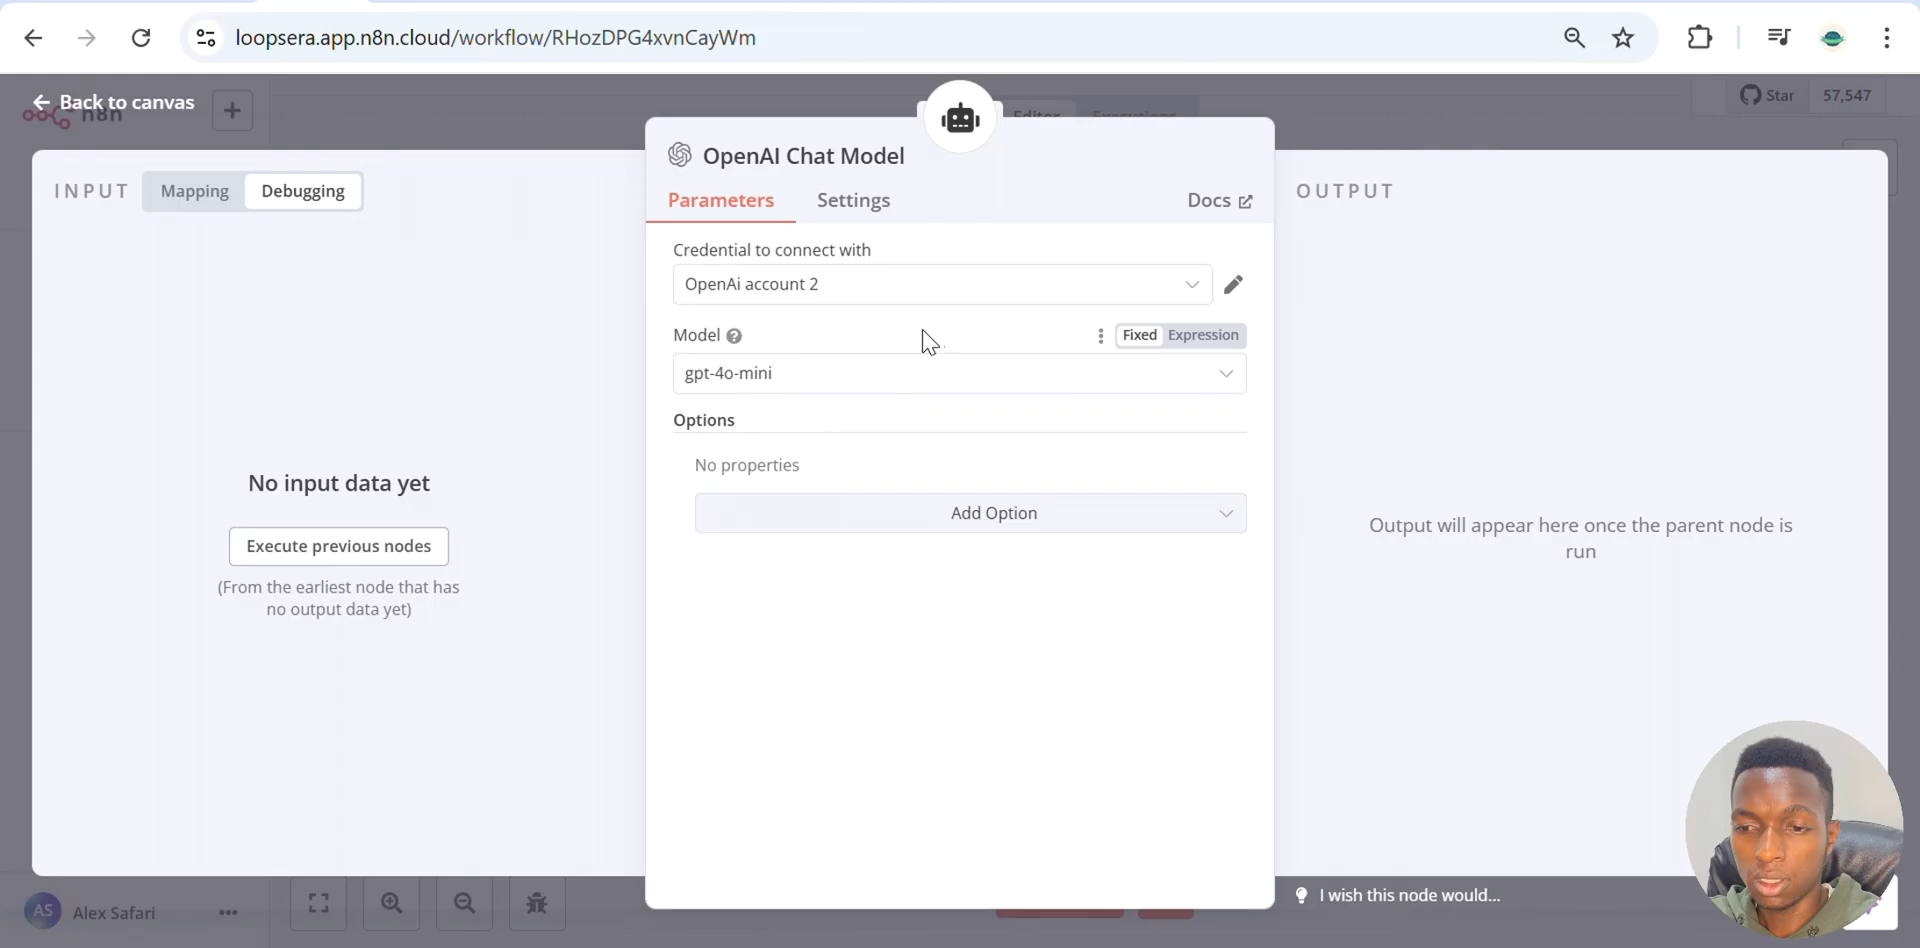 loopsera.app.n8n.cloud/workflow/RHozDPG4xvnCayWm
Back to canvas
n8n
Editor
Executions
Star
57,547
INPUT
Mapping
Debugging
OpenAI Chat Model
OUTPUT
Parameters
Settings
Docs
Credential to connect with
OpenAi account 2
Model
Fixed
Expression
gpt-4o-mini
Options
No properties
Add Option
No input data yet
Execute previous nodes
(From the earliest node that has
no output data yet)
Output will appear here once the parent node is
run
I wish this node would...
AS
Alex Safari